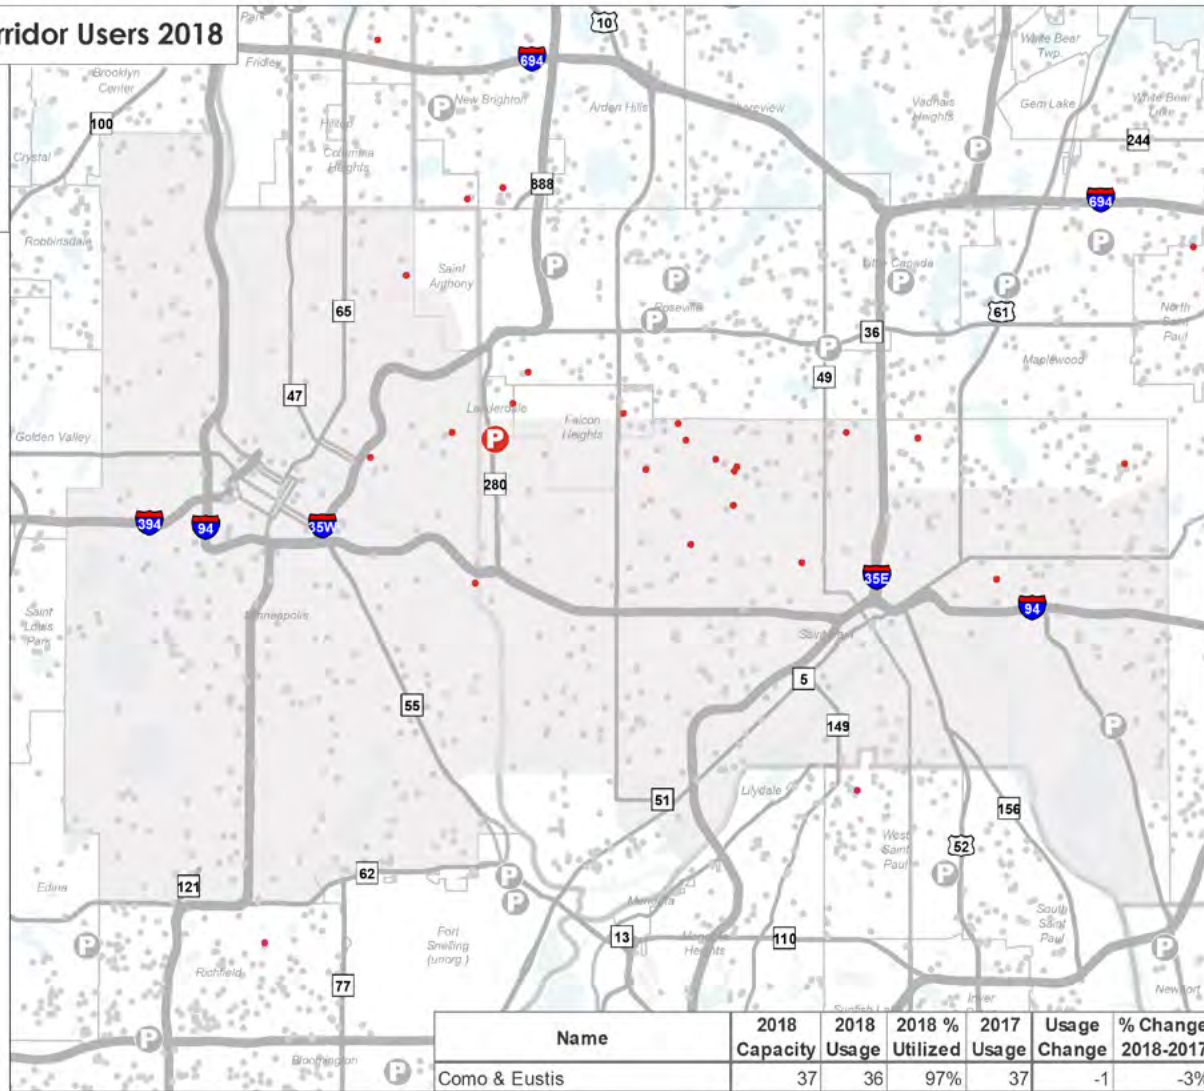 rridor Users 2018
Park
Fridley
10
694
White Bear
Twp.
Brooklyn
Center
New Brighton
Arden Hills
Vadnais
Heights
Gem Lake
White Bear
Lake
100
Hilltop
244
Crystal
Columbia
Heights
888
694
Robbinsdale
Saint
Anthony
Little Canada
65
Roseville
61
North
Saint
Paul
36
Maplewood
49
47
Lauderdale
Falcon
Heights
Golden Valley
P
280
394
94
35W
35E
94
Saint
Louis
Park
Minneapolis
Saint Paul
5
55
149
51
Lilydale
156
West
Saint
Paul
52
62
Edina
121
Mendota
South
Saint
Paul
Fort
Snelling
(unorg.)
13
Heights
110
Richfield
77
Newport
Inver
Bloomington
Name
2018 Capacity
2018 Usage
2018 % Utilized
2017 Usage
Usage Change
% Change 2018-2017
Como & Eustis 37 36 97% 37 -1 -3%